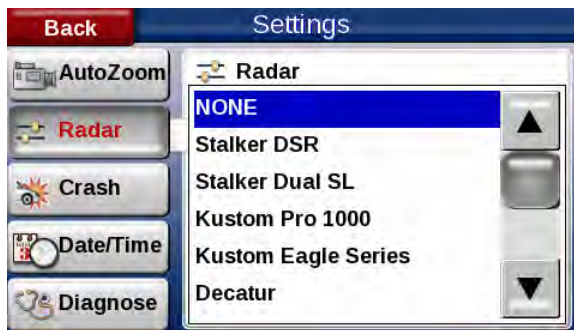 Back
Settings
AutoZoom
Radar
Crash
3
Date/Time
Diagnose
Radar
NONE
Stalker DSR
Stalker Dual SL
Kustom Pro 1000
Kustom Eagle Series
Decatur